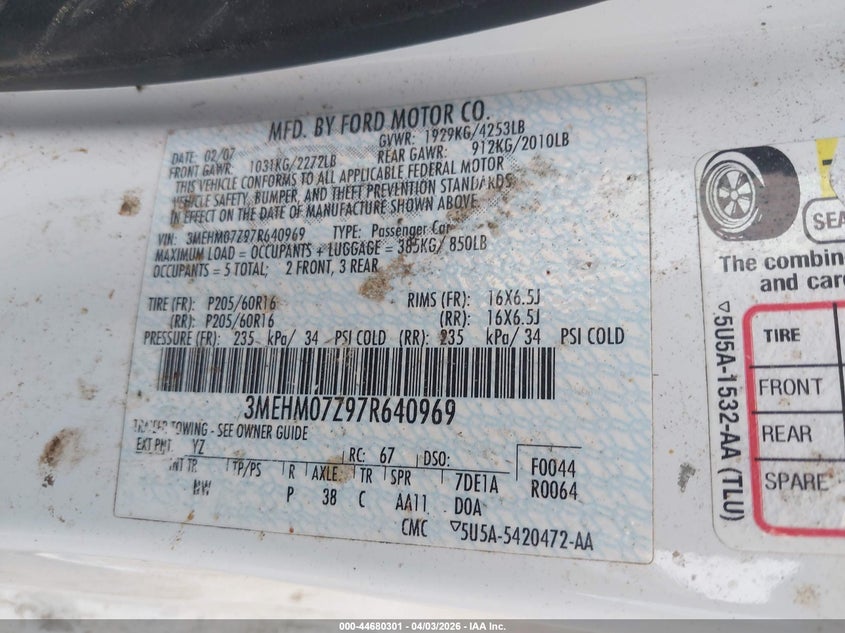 MFD. BY FORD MOTOR CO.
DATE: 02/07 GVWR: 1929KG/4253LB
FRONT GAWR: 1031KG/2272LB REAR GAWR: 912KG/2010LB
THIS VEHICLE CONFORMS TO ALL APPLICABLE FEDERAL MOTOR
VEHICLE SAFETY, BUMPER, AND THEFT PREVENTION STANDARDS
IN EFFECT ON THE DATE OF MANUFACTURE SHOWN ABOVE.
VIN: 3MEHM07Z97R640969 TYPE: Passenger Car
MAXIMUM LOAD = OCCUPANTS + LUGGAGE = 385KG/ 850LB
OCCUPANTS = 5 TOTAL; 2 FRONT, 3 REAR
TIRE (FR): P205/60R16 RIMS (FR): 16X6.5J
(RR): P205/60R16 (RR): 16X6.5J
PRESSURE (FR): 235 kPa/ 34 PSI COLD (RR): 235 kPa/ 34 PSI COLD
3MEHM07Z97R640969
TRAILER TOWING - SEE OWNER GUIDE
EXT PNT: YZ RC: 67 DSO: F0044
INT TR TP/PS R AXLE TR SPR 7DE1A R0064
HW P 38 C AA11 DOA
CMC ▽5U5A-5420472-AA
SEA
The combin
and carg
▽5U5A-1532-AA (TLU)
TIRE
FRONT
REAR
SPARE
000-44680301 - 04/03/2026 - IAA Inc.